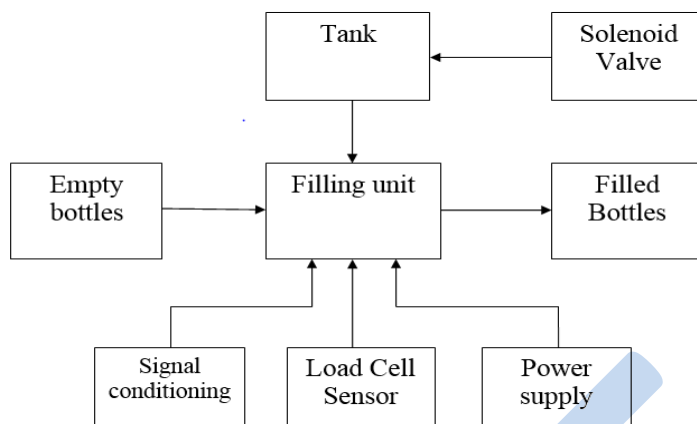 Tank
Solenoid
Valve
Empty
bottles
Filling unit
Filled
Bottles
Signal
conditioning
Load Cell
Sensor
Power
supply